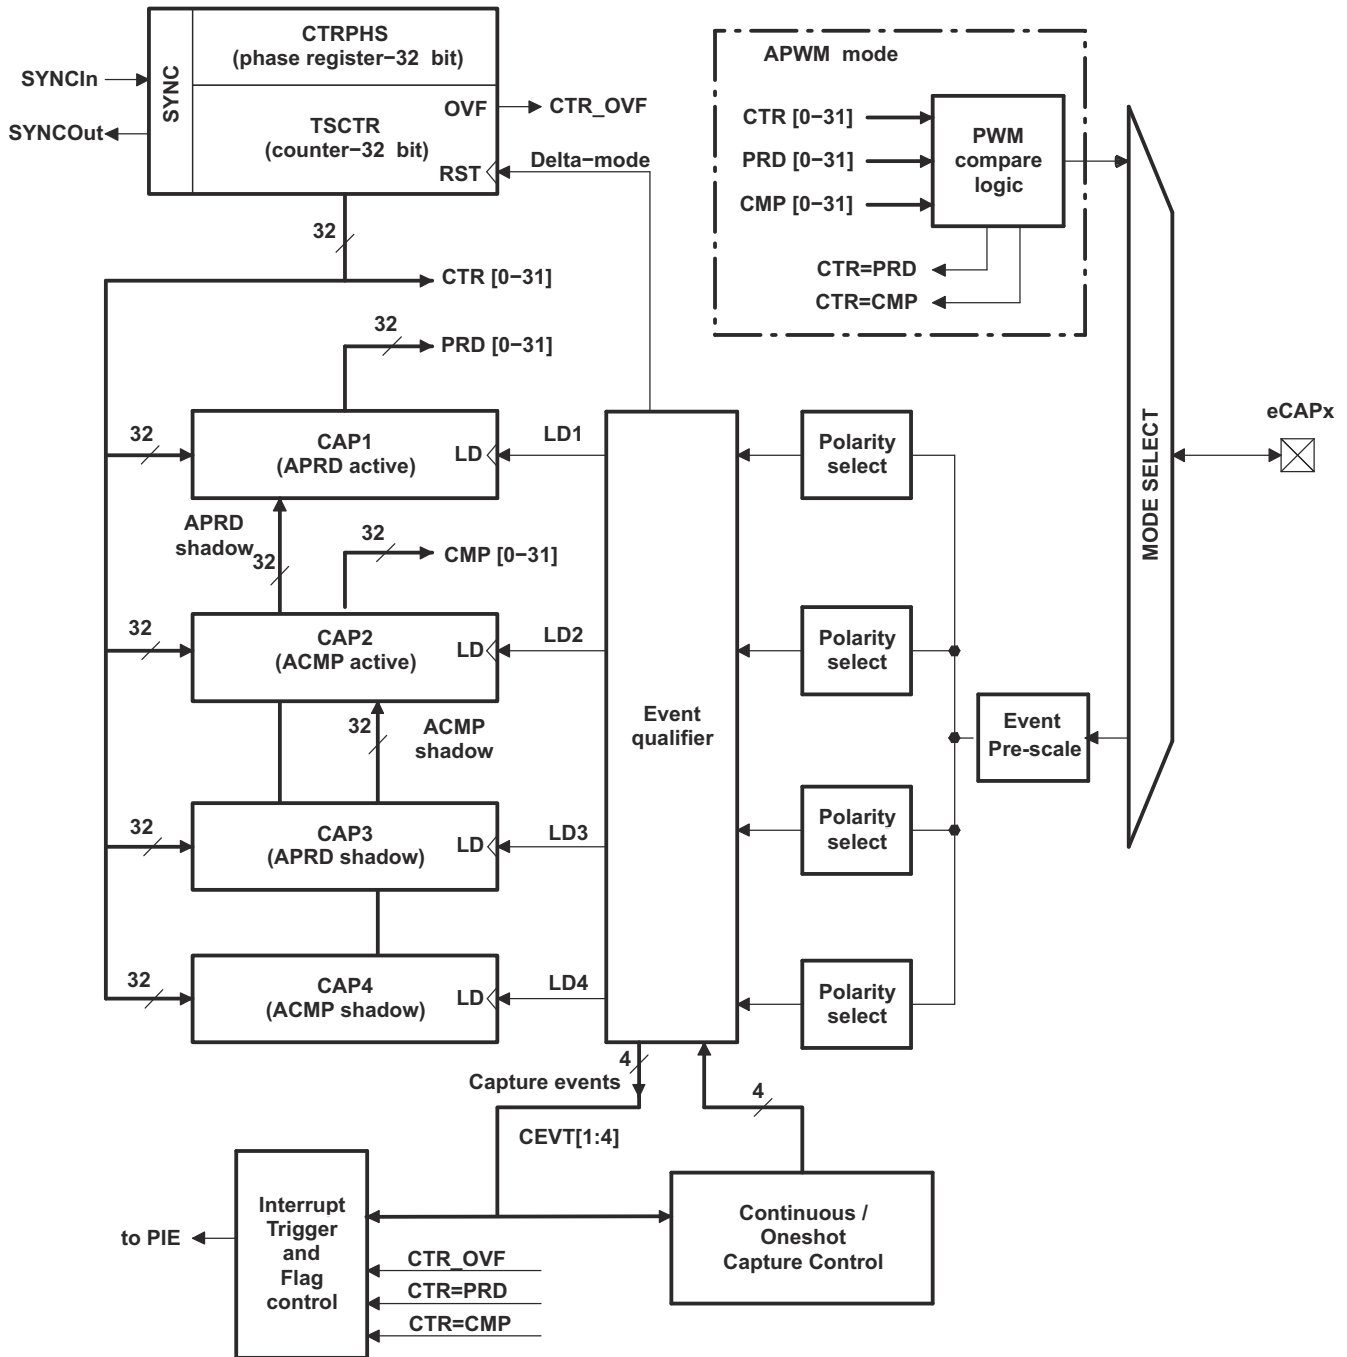 CTRPHS
(phase register−32 bit)
SYNCIn
SYNC
SYNCOut
OVF
CTR_OVF
TSCTR
(counter−32 bit)
RST
Delta−mode
32
CTR [0−31]
APWM mode
CTR [0−31]
PRD [0−31]
CMP [0−31]
PWM
compare
logic
CTR=PRD
CTR=CMP
32
PRD [0−31]
32
CAP1
(APRD active)
LD
LD1
Polarity
select
MODE SELECT
eCAPx
APRD
shadow
32
32
CMP [0−31]
32
CAP2
(ACMP active)
LD
LD2
Polarity
select
32
ACMP
shadow
Event
qualifier
Event
Pre-scale
32
CAP3
(APRD shadow)
LD
LD3
Polarity
select
32
CAP4
(ACMP shadow)
LD
LD4
Polarity
select
4
Capture events
4
CEVT[1:4]
to PIE
Interrupt
Trigger
and
Flag
control
CTR_OVF
CTR=PRD
CTR=CMP
Continuous /
Oneshot
Capture Control